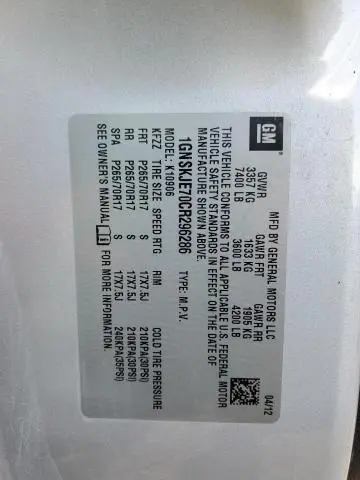 GM
MFD BY GENERAL MOTORS LLC 04/12
GVWR GAWR FRT GAWR RR
3357 KG 1633 KG 1905 KG
7400 LB 3600 LB 4200 LB
THIS VEHICLE CONFORMS TO ALL APPLICABLE U.S. FEDERAL MOTOR
VEHICLE SAFETY STANDARDS IN EFFECT ON THE DATE OF
MANUFACTURE SHOWN ABOVE.
1GNSKJE70CR296286 TYPE: M.P.V.
MODEL: K10906
KFZZ TIRE SIZE SPEED RTG RIM COLD TIRE PRESSURE
FRT P265/70R17 S 17X7.5J 210KPA(30PSI)
RR P265/70R17 S 17X7.5J 210KPA(30PSI)
SPA P265/70R17 S 17X7.5J 240KPA(35PSI)
SEE OWNER'S MANUAL FOR MORE INFORMATION.